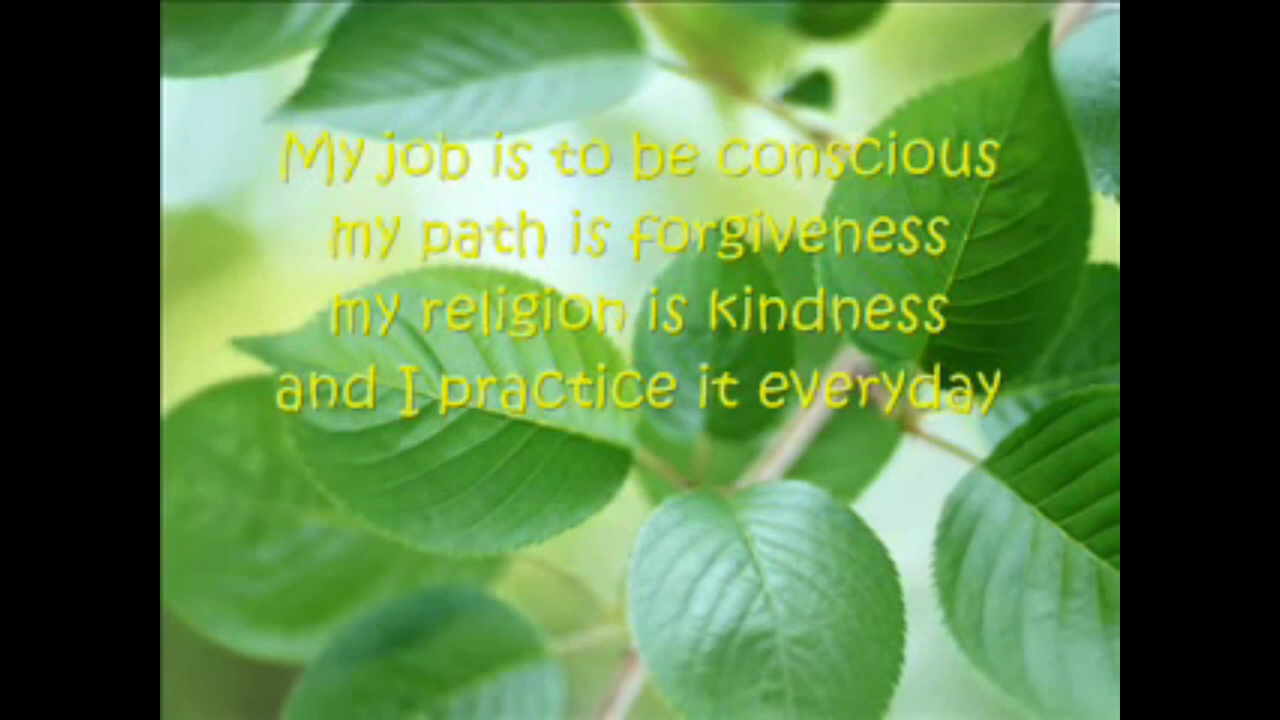 My job is to be conscious
my path is forgiveness
my religion is kindness
and I practice it everyday